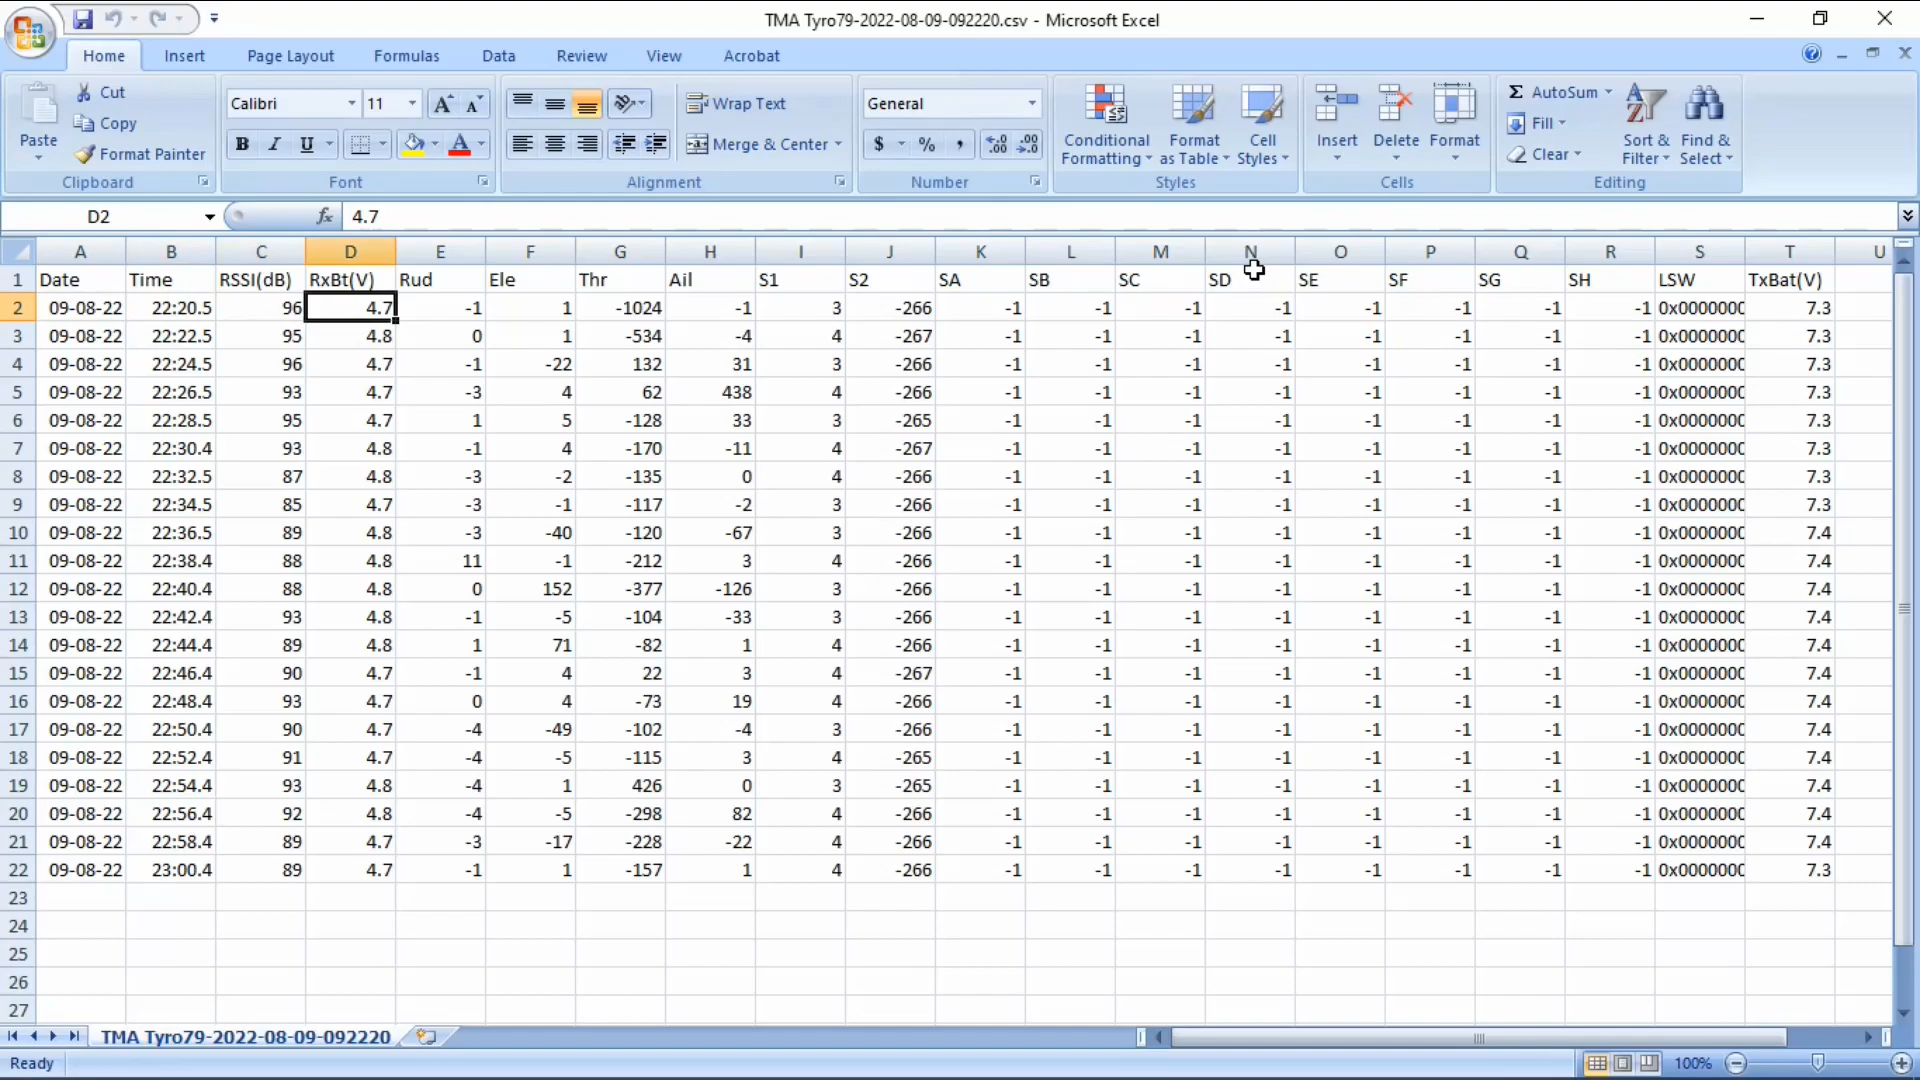 TMA Tyro79-2022-08-09-092220.csv - Microsoft Excel
Home Insert Page Layout Formulas Data Review View Acrobat
Paste
Cut
Copy
Format Painter
Clipboard
Calibri 11
B I U
Font
Wrap Text
Merge & Center
Alignment
General
$ % , .00
Number
Conditional Formatting
Format as Table
Cell Styles
Styles
Insert Delete Format
Cells
Σ AutoSum
Fill
Clear
Sort & Filter
Find & Select
Editing
D2 fx 4.7
A B C D E F G H I J K L M N O P Q R S T U
1 Date Time RSSI(dB) RxBt(V) Rud Ele Thr Ail S1 S2 SA SB SC SD SE SF SG SH LSW TxBat(V)
2 09-08-22 22:20.5 96 4.7 -1 1 -1024 -1 3 -266 -1 -1 -1 -1 -1 -1 -1 -1 0x0000000 7.3
3 09-08-22 22:22.5 95 4.8 0 1 -534 -4 4 -267 -1 -1 -1 -1 -1 -1 -1 -1 0x0000000 7.3
4 09-08-22 22:24.5 96 4.7 -1 -22 132 31 3 -266 -1 -1 -1 -1 -1 -1 -1 -1 0x0000000 7.3
5 09-08-22 22:26.5 93 4.7 -3 4 62 438 4 -266 -1 -1 -1 -1 -1 -1 -1 -1 0x0000000 7.3
6 09-08-22 22:28.5 95 4.7 1 5 -128 33 3 -265 -1 -1 -1 -1 -1 -1 -1 -1 0x0000000 7.3
7 09-08-22 22:30.4 93 4.8 -1 4 -170 -11 4 -267 -1 -1 -1 -1 -1 -1 -1 -1 0x0000000 7.3
8 09-08-22 22:32.5 87 4.8 -3 -2 -135 0 4 -266 -1 -1 -1 -1 -1 -1 -1 -1 0x0000000 7.3
9 09-08-22 22:34.5 85 4.7 -3 -1 -117 -2 3 -266 -1 -1 -1 -1 -1 -1 -1 -1 0x0000000 7.3
10 09-08-22 22:36.5 89 4.8 -3 -40 -120 -67 3 -266 -1 -1 -1 -1 -1 -1 -1 -1 0x0000000 7.4
11 09-08-22 22:38.4 88 4.8 11 -1 -212 3 4 -266 -1 -1 -1 -1 -1 -1 -1 -1 0x0000000 7.4
12 09-08-22 22:40.4 88 4.8 0 152 -377 -126 3 -266 -1 -1 -1 -1 -1 -1 -1 -1 0x0000000 7.4
13 09-08-22 22:42.4 93 4.8 -1 -5 -104 -33 3 -266 -1 -1 -1 -1 -1 -1 -1 -1 0x0000000 7.4
14 09-08-22 22:44.4 89 4.8 1 71 -82 1 4 -266 -1 -1 -1 -1 -1 -1 -1 -1 0x0000000 7.4
15 09-08-22 22:46.4 90 4.7 -1 4 22 3 4 -267 -1 -1 -1 -1 -1 -1 -1 -1 0x0000000 7.4
16 09-08-22 22:48.4 93 4.7 0 4 -73 19 4 -266 -1 -1 -1 -1 -1 -1 -1 -1 0x0000000 7.4
17 09-08-22 22:50.4 90 4.7 -4 -49 -102 -4 3 -266 -1 -1 -1 -1 -1 -1 -1 -1 0x0000000 7.4
18 09-08-22 22:52.4 91 4.7 -4 -5 -115 3 4 -265 -1 -1 -1 -1 -1 -1 -1 -1 0x0000000 7.4
19 09-08-22 22:54.4 93 4.8 -4 1 426 0 3 -265 -1 -1 -1 -1 -1 -1 -1 -1 0x0000000 7.4
20 09-08-22 22:56.4 92 4.8 -4 -5 -298 82 4 -266 -1 -1 -1 -1 -1 -1 -1 -1 0x0000000 7.4
21 09-08-22 22:58.4 89 4.7 -3 -17 -228 -22 4 -266 -1 -1 -1 -1 -1 -1 -1 -1 0x0000000 7.4
22 09-08-22 23:00.4 89 4.7 -1 1 -157 1 4 -266 -1 -1 -1 -1 -1 -1 -1 -1 0x0000000 7.3
23
24
25
26
27
TMA Tyro79-2022-08-09-092220
Ready 100%